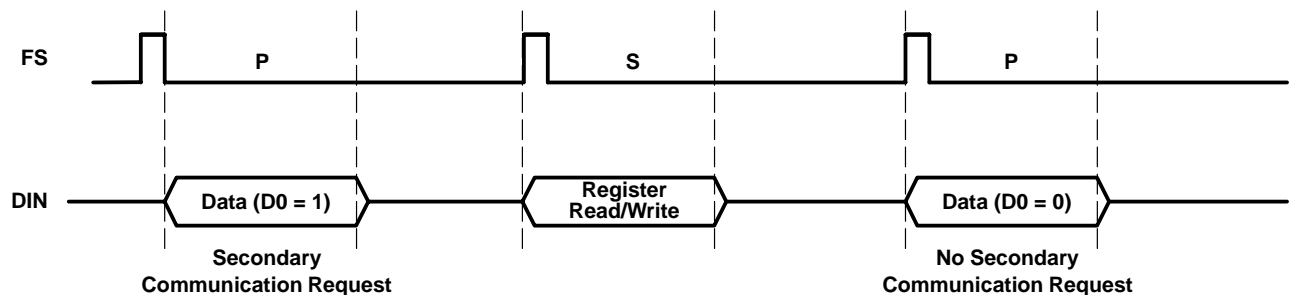 FS
P
S
P
DIN
Data (D0 = 1)
Register
Read/Write
Data (D0 = 0)
Secondary
Communication Request
No Secondary
Communication Request